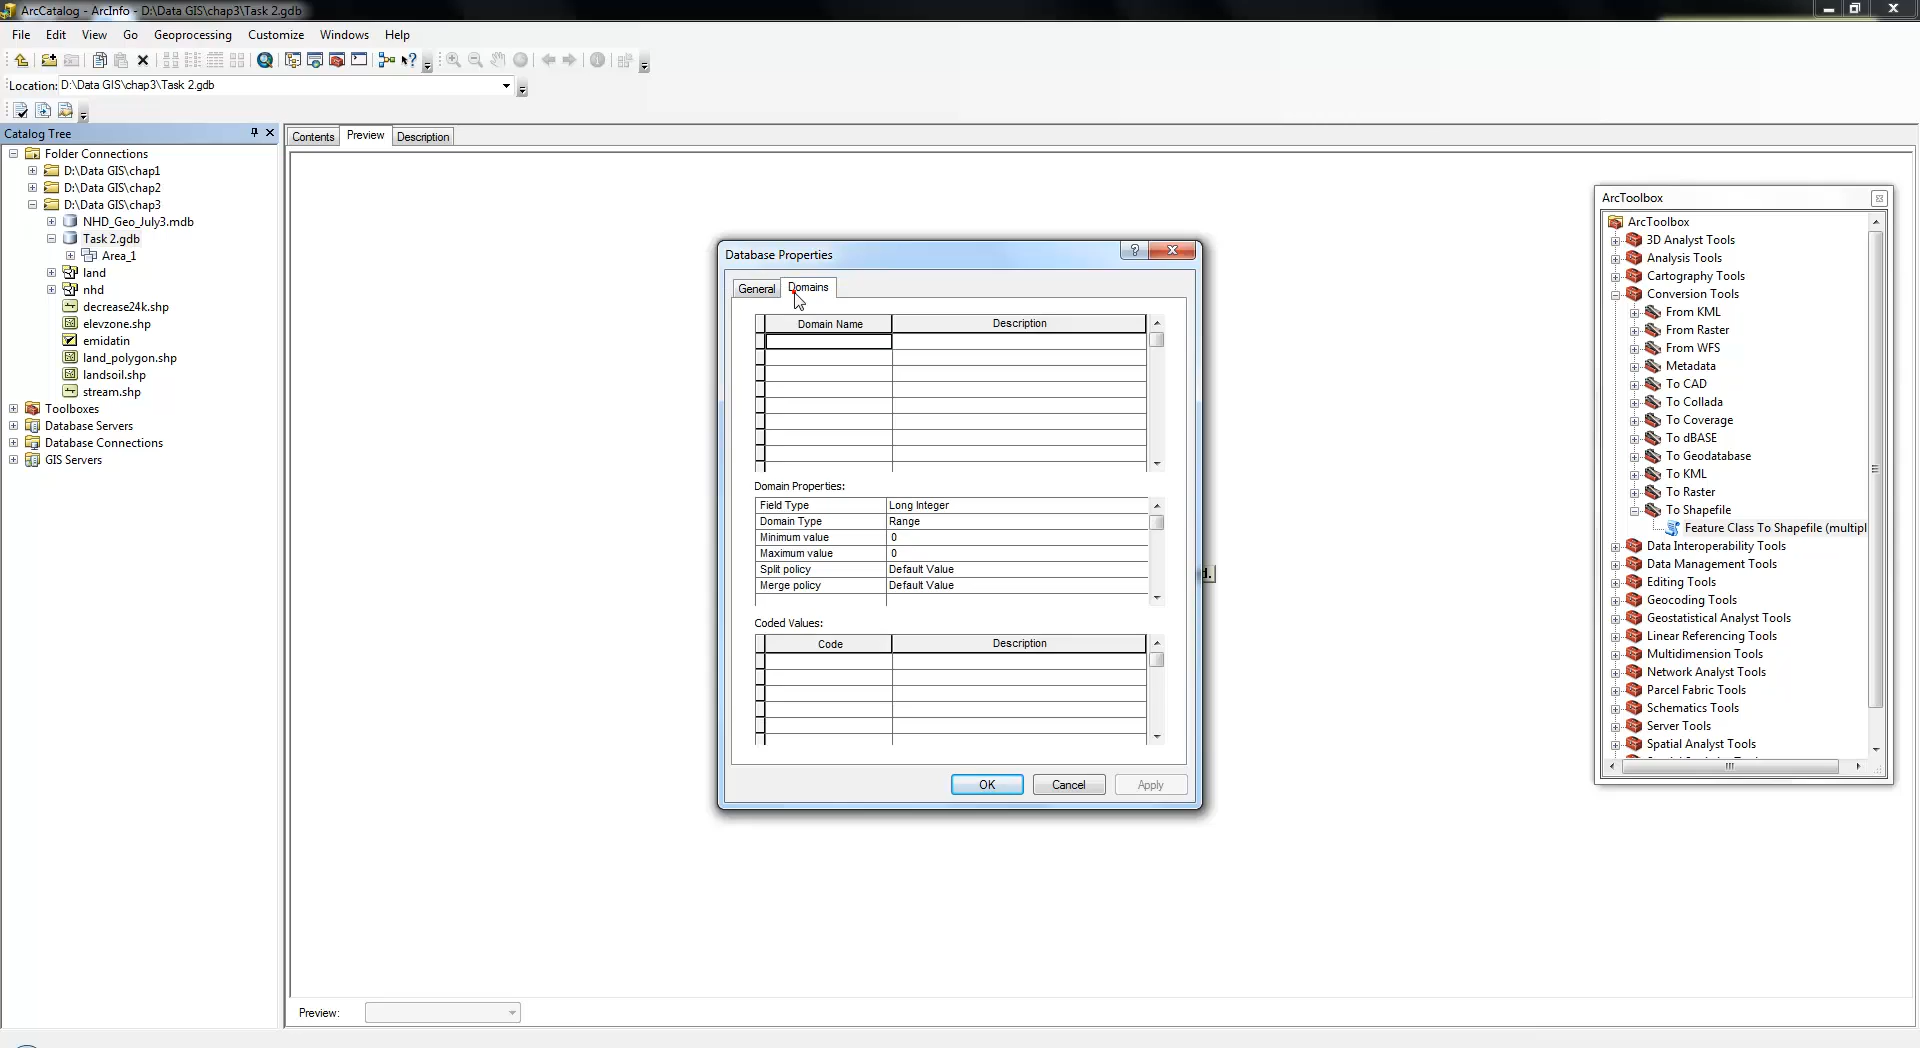 ArcCatalog - ArcInfo - D:\Data GIS\chap3\Task 2.gdb
File Edit View Go Geoprocessing Customize Windows Help
Location: D:\Data GIS\chap3\Task 2.gdb
Catalog Tree
Folder Connections
D:\Data GIS\chap1
D:\Data GIS\chap2
D:\Data GIS\chap3
NHD_Geo_July3.mdb
Task 2.gdb
Area_1
land
nhd
decrease24k.shp
elevzone.shp
emidatin
land_polygon.shp
landsoil.shp
stream.shp
Toolboxes
Database Servers
Database Connections
GIS Servers
Contents Preview Description
Database Properties
General Domains
Domain Name Description
Domain Properties:
Field Type Long Integer
Domain Type Range
Minimum value 0
Maximum value 0
Split policy Default Value
Merge policy Default Value
Coded Values:
Code Description
OK Cancel Apply
d.
ArcToolbox
ArcToolbox
3D Analyst Tools
Analysis Tools
Cartography Tools
Conversion Tools
From KML
From Raster
From WFS
Metadata
To CAD
To Collada
To Coverage
To dBASE
To Geodatabase
To KML
To Raster
To Shapefile
Feature Class To Shapefile (multipl
Data Interoperability Tools
Data Management Tools
Editing Tools
Geocoding Tools
Geostatistical Analyst Tools
Linear Referencing Tools
Multidimension Tools
Network Analyst Tools
Parcel Fabric Tools
Schematics Tools
Server Tools
Spatial Analyst Tools
Preview: